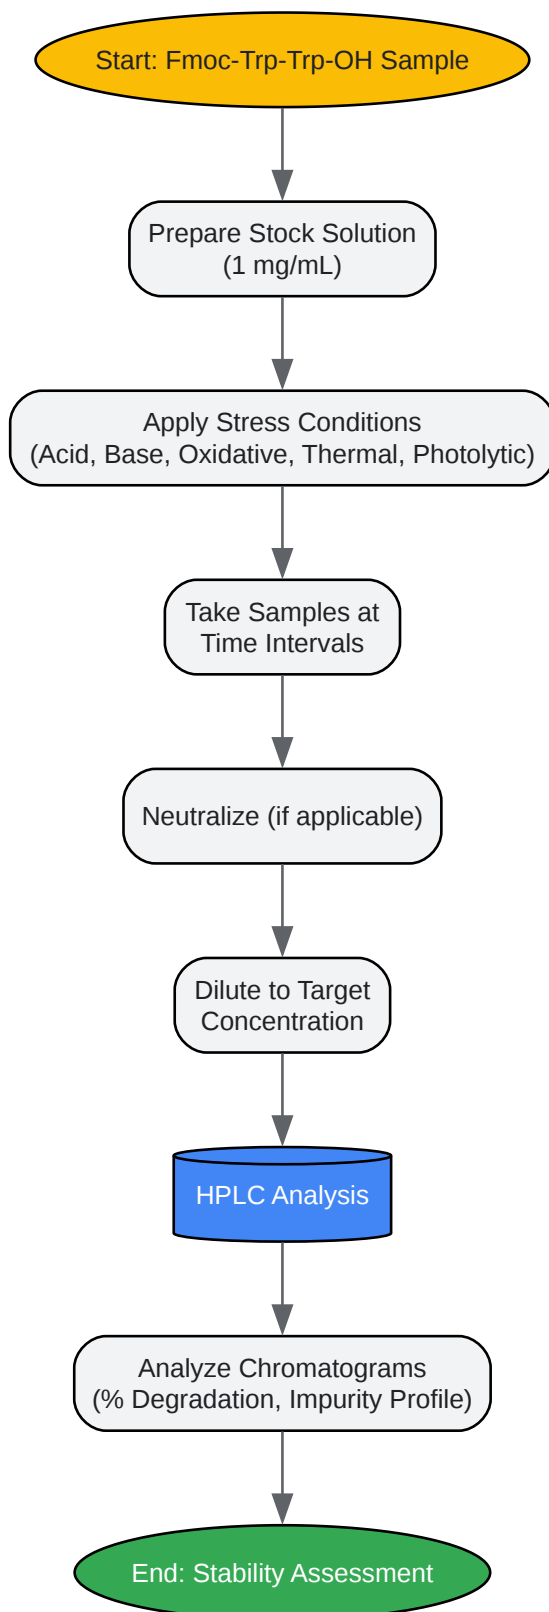 Start: Fmoc-Trp-Trp-OH Sample
Prepare Stock Solution
(1 mg/mL)
Apply Stress Conditions
(Acid, Base, Oxidative, Thermal, Photolytic)
Take Samples at
Time Intervals
Neutralize (if applicable)
Dilute to Target
Concentration
HPLC Analysis
Analyze Chromatograms
(% Degradation, Impurity Profile)
End: Stability Assessment